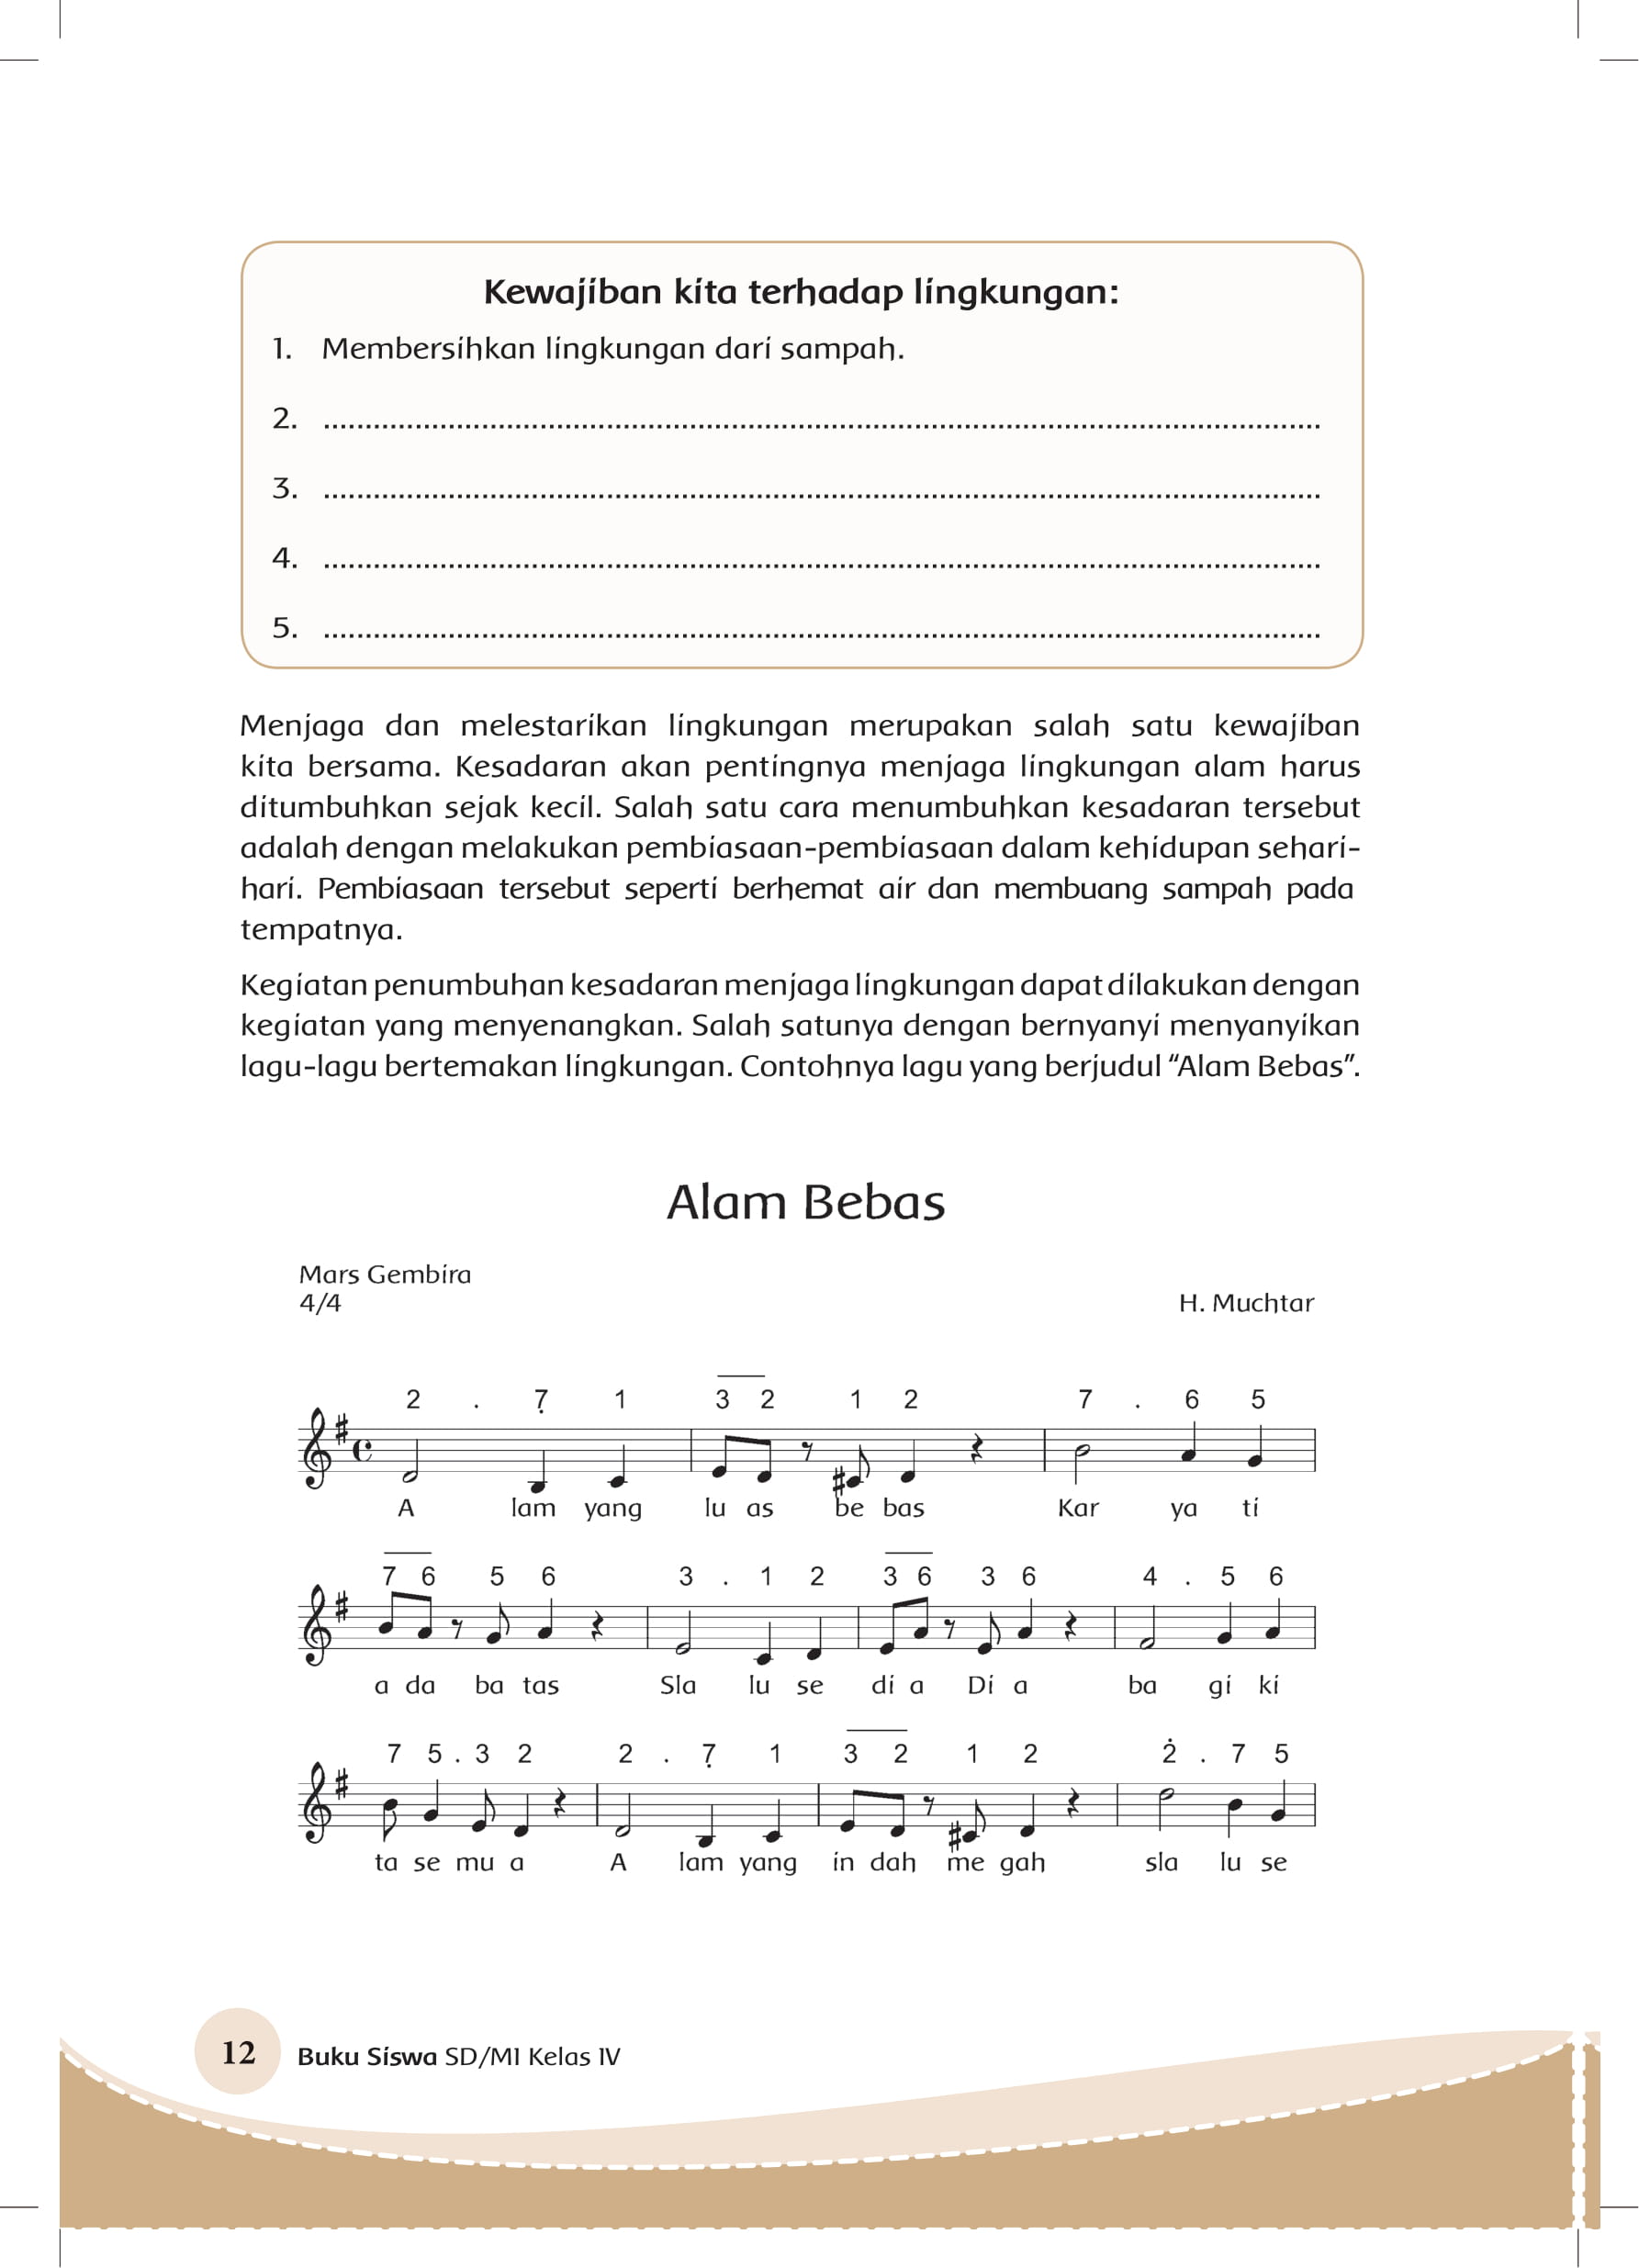 Kewajiban kita terhadap lingkungan:
1. Membersihkan lingkungan dari sampah.
2. ........................................................................................................................
3. ........................................................................................................................
4. ........................................................................................................................
5. ........................................................................................................................
Menjaga dan melestarikan lingkungan merupakan salah satu kewajiban
kita bersama. Kesadaran akan pentingnya menjaga lingkungan alam harus
ditumbuhkan sejak kecil. Salah satu cara menumbuhkan kesadaran tersebut
adalah dengan melakukan pembiasaan-pembiasaan dalam kehidupan sehari-
hari. Pembiasaan tersebut seperti berhemat air dan membuang sampah pada
tempatnya.
Kegiatan penumbuhan kesadaran menjaga lingkungan dapat dilakukan dengan
kegiatan yang menyenangkan. Salah satunya dengan bernyanyi menyanyikan
lagu-lagu bertemakan lingkungan. Contohnya lagu yang berjudul “Alam Bebas”.
Alam Bebas
Mars Gembira
4/4 H. Muchtar
2 . 7̣ 1 3 2 1 2 7 . 6 5
A lam yang lu as be bas Kar ya ti
7 6 5 6 3 . 1 2 3 6 3 6 4 . 5 6
a da ba tas Sla lu se di a Di a ba gi ki
7 5 . 3 2 2 . 7̣ 1 3 2 1 2 2̇ . 7 5
ta se mu a A lam yang in dah me gah sla lu se
12 Buku Siswa SD/MI Kelas IV